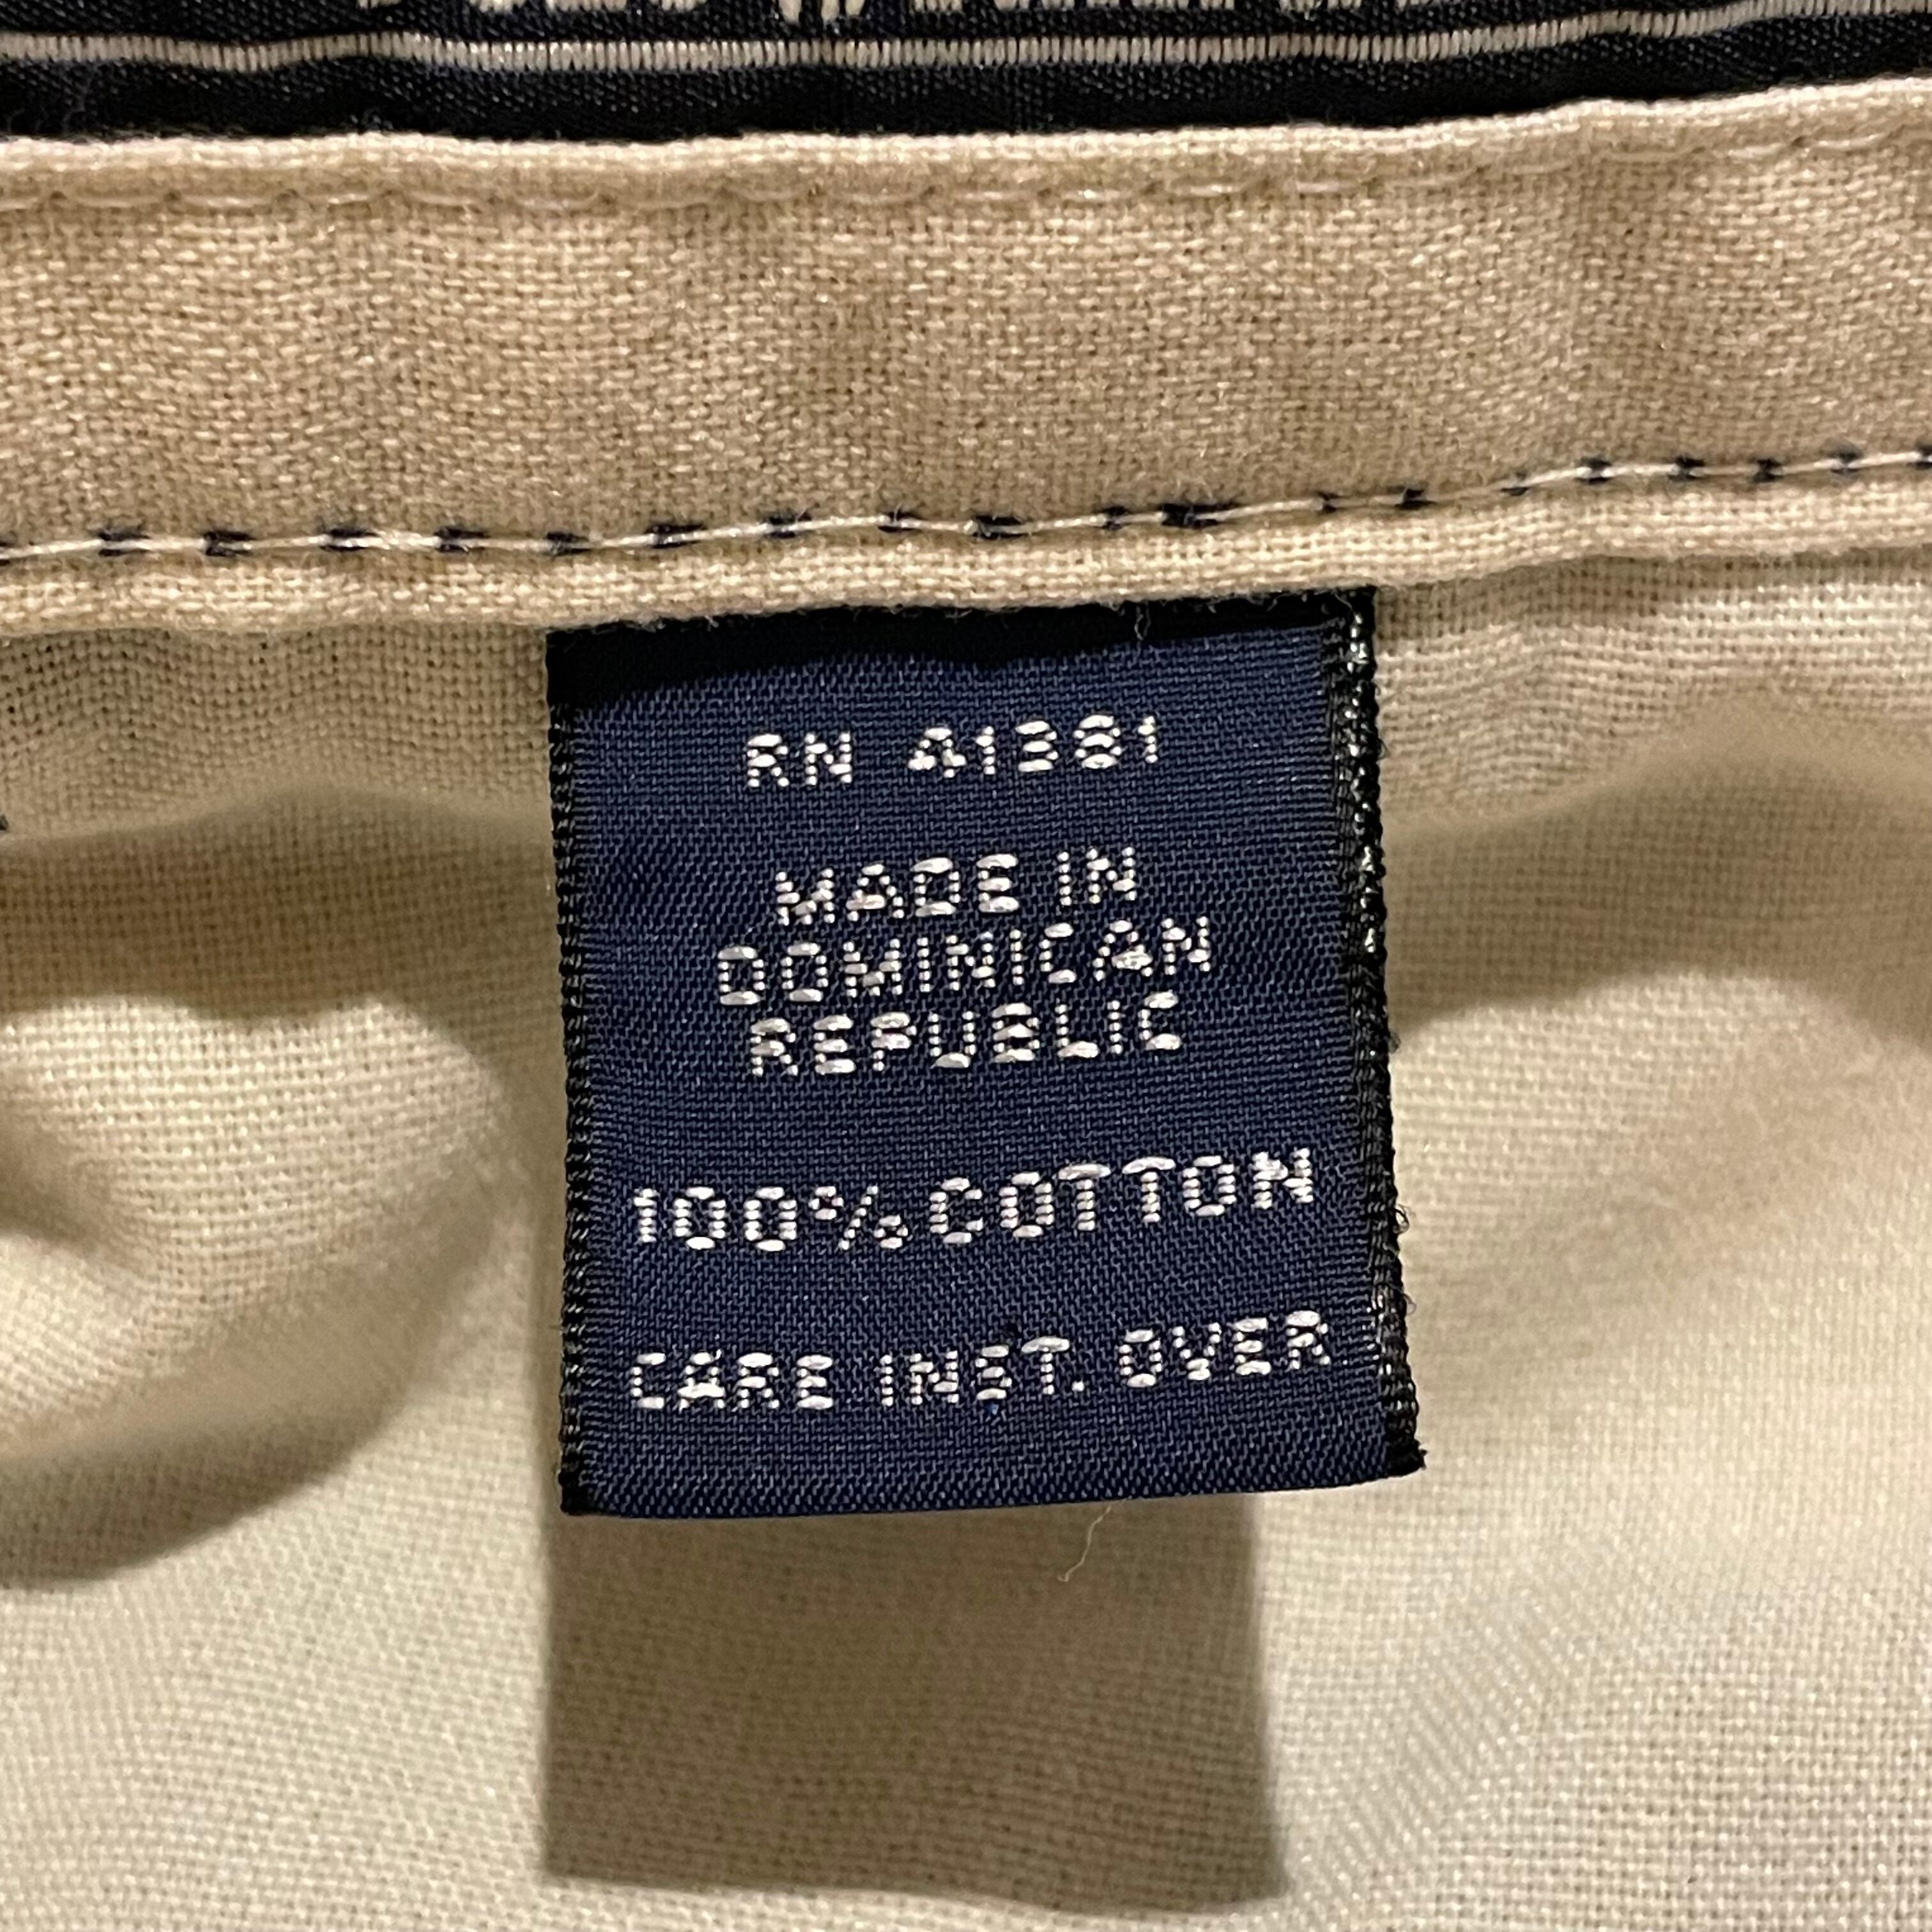 RN 41381
MADE IN
DOMINICAN
REPUBLIC
100% COTTON
CARE INST. OVER